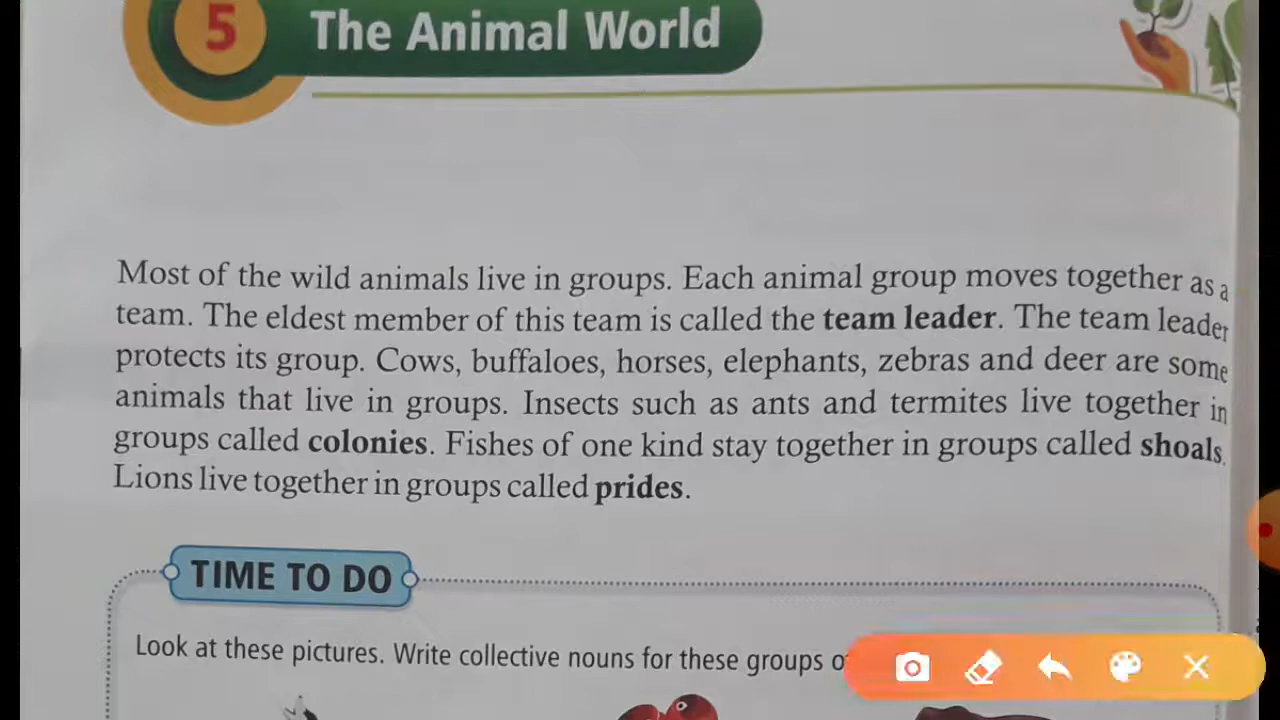 5
The Animal World
Most of the wild animals live in groups. Each animal group moves together as a
team. The eldest member of this team is called the team leader. The team leader
protects its group. Cows, buffaloes, horses, elephants, zebras and deer are some
animals that live in groups. Insects such as ants and termites live together in
groups called colonies. Fishes of one kind stay together in groups called shoals.
Lions live together in groups called prides.
TIME TO DO
Look at these pictures. Write collective nouns for these groups